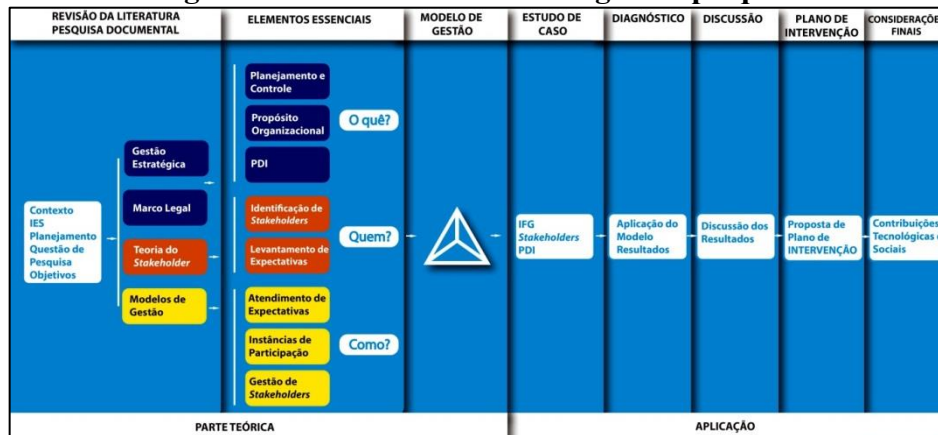 REVISÃO DA LITERATURA
PESQUISA DOCUMENTAL
ELEMENTOS ESSENCIAIS
MODELO DE
GESTÃO
ESTUDO DE
CASO
DIAGNÓSTICO
DISCUSSÃO
PLANO DE
INTERVENÇÃO
CONSIDERAÇÕES
FINAIS
Contexto
IES
Planejamento
Questão de
Pesquisa
Objetivos
Gestão
Estratégica
Marco Legal
Teoria do
Stakeholder
Modelos de
Gestão
Planejamento e
Controle
Propósito
Organizacional
PDI
O quê?
Identificação de
Stakeholders
Levantamento de
Expectativas
Quem?
Atendimento de
Expectativas
Instâncias de
Participação
Gestão de
Stakeholders
Como?
IFG
Stakeholders
PDI
Aplicação do
Modelo
Resultados
Discussão dos
Resultados
Proposta de
Plano de
INTERVENÇÃO
Contribuições
Tecnológicas e
Sociais
PARTE TEÓRICA
APLICAÇÃO